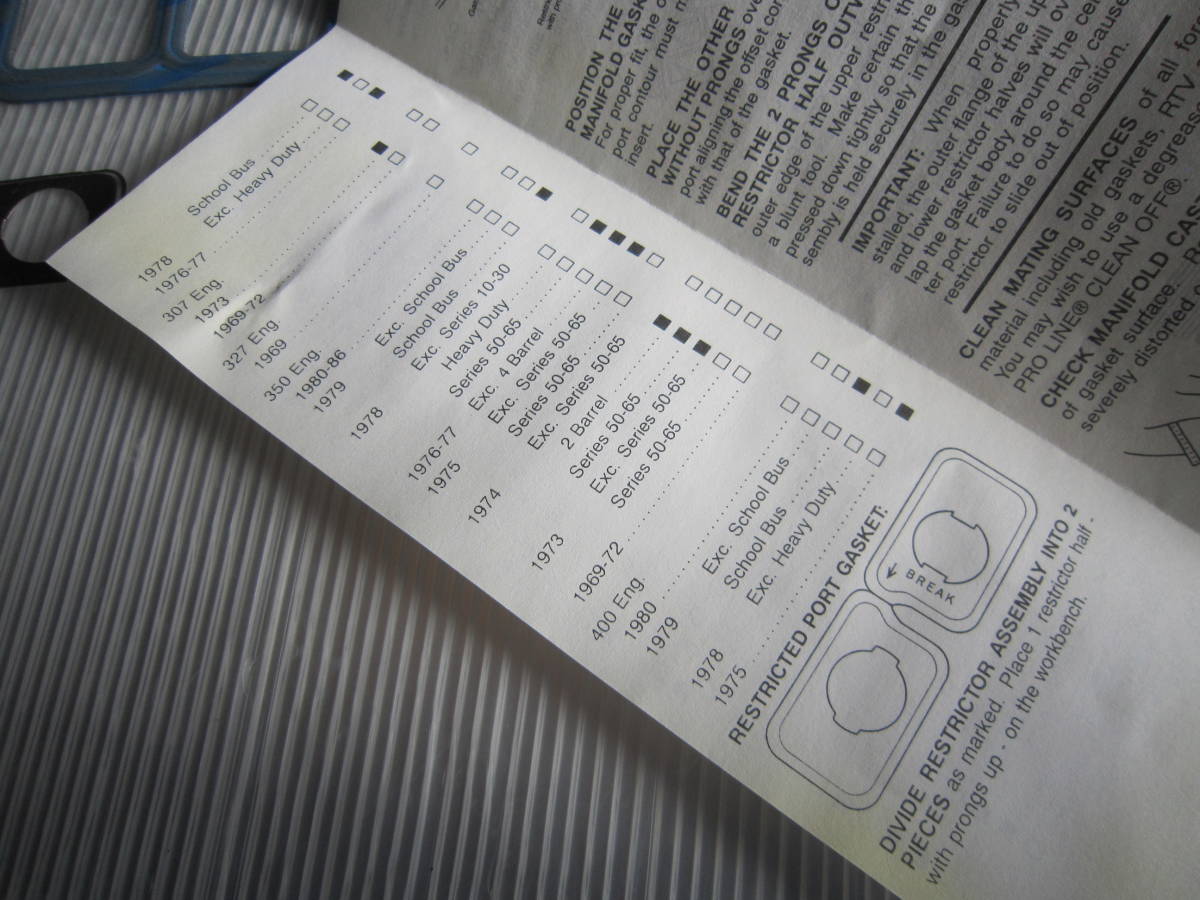 School Bus
1978 Exc. Heavy Duty
1976-77
307 Eng.
1973
1969-72
327 Eng.
1969
350 Eng.
1980-86
1979 Exc. School Bus
School Bus
1978 Exc. Series 10-30
Heavy Duty
Series 50-65
1976-77 Exc. 4 Barrel
1975 Exc. Series 50-65
Series 50-65
1974 Exc. Series 50-65
2 Barrel
Series 50-65
1973 Exc. Series 50-65
Series 50-65
1969-72
400 Eng.
1980
1979 Exc. School Bus
School Bus
1978 Exc. Heavy Duty
1975
RESTRICTED PORT GASKET:
BREAK
DIVIDE RESTRICTOR ASSEMBLY INTO 2
PIECES as marked. Place 1 restrictor half -
with prongs up - on the workbench.
POSITION THE
MANIFOLD GASK
For proper fit, the o
port contour must m
insert.
PLACE THE OTHER
WITHOUT PRONGS over
port aligning the offset con
with that of the gasket.
BEND THE 2 PRONGS O
RESTRICTOR HALF OUTW
outer edge of the upper restri
a blunt tool. Make certain th
pressed down tightly so that the
sembly is held securely in the gas
IMPORTANT: When properly
stalled, the outer flange of the up
and lower restrictor halves will ov
lap the gasket body around the cen
ter port. Failure to do so may cause
restrictor to slide out of position.
CLEAN MATING SURFACES of all fo
material including old gaskets, RTV
You may wish to use a degreas
PRO LINE® CLEAN OFF®.
CHECK MANIFOLD CAS
of gasket surface.
severely distorted